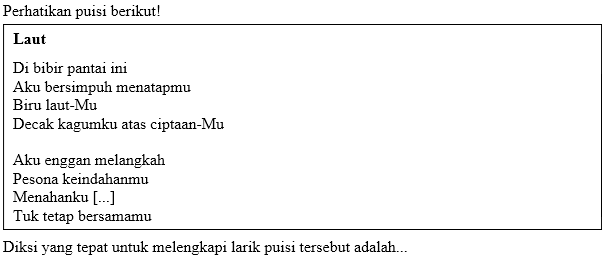 Perhatikan puisi berikut!
Laut
Di bibir pantai ini
Aku bersimpuh menatapmu
Biru laut-Mu
Decak kagumku atas ciptaan-Mu
Aku enggan melangkah
Pesona keindahanmu
Menahanku [...]
Tuk tetap bersamamu
Diksi yang tepat untuk melengkapi larik puisi tersebut adalah...